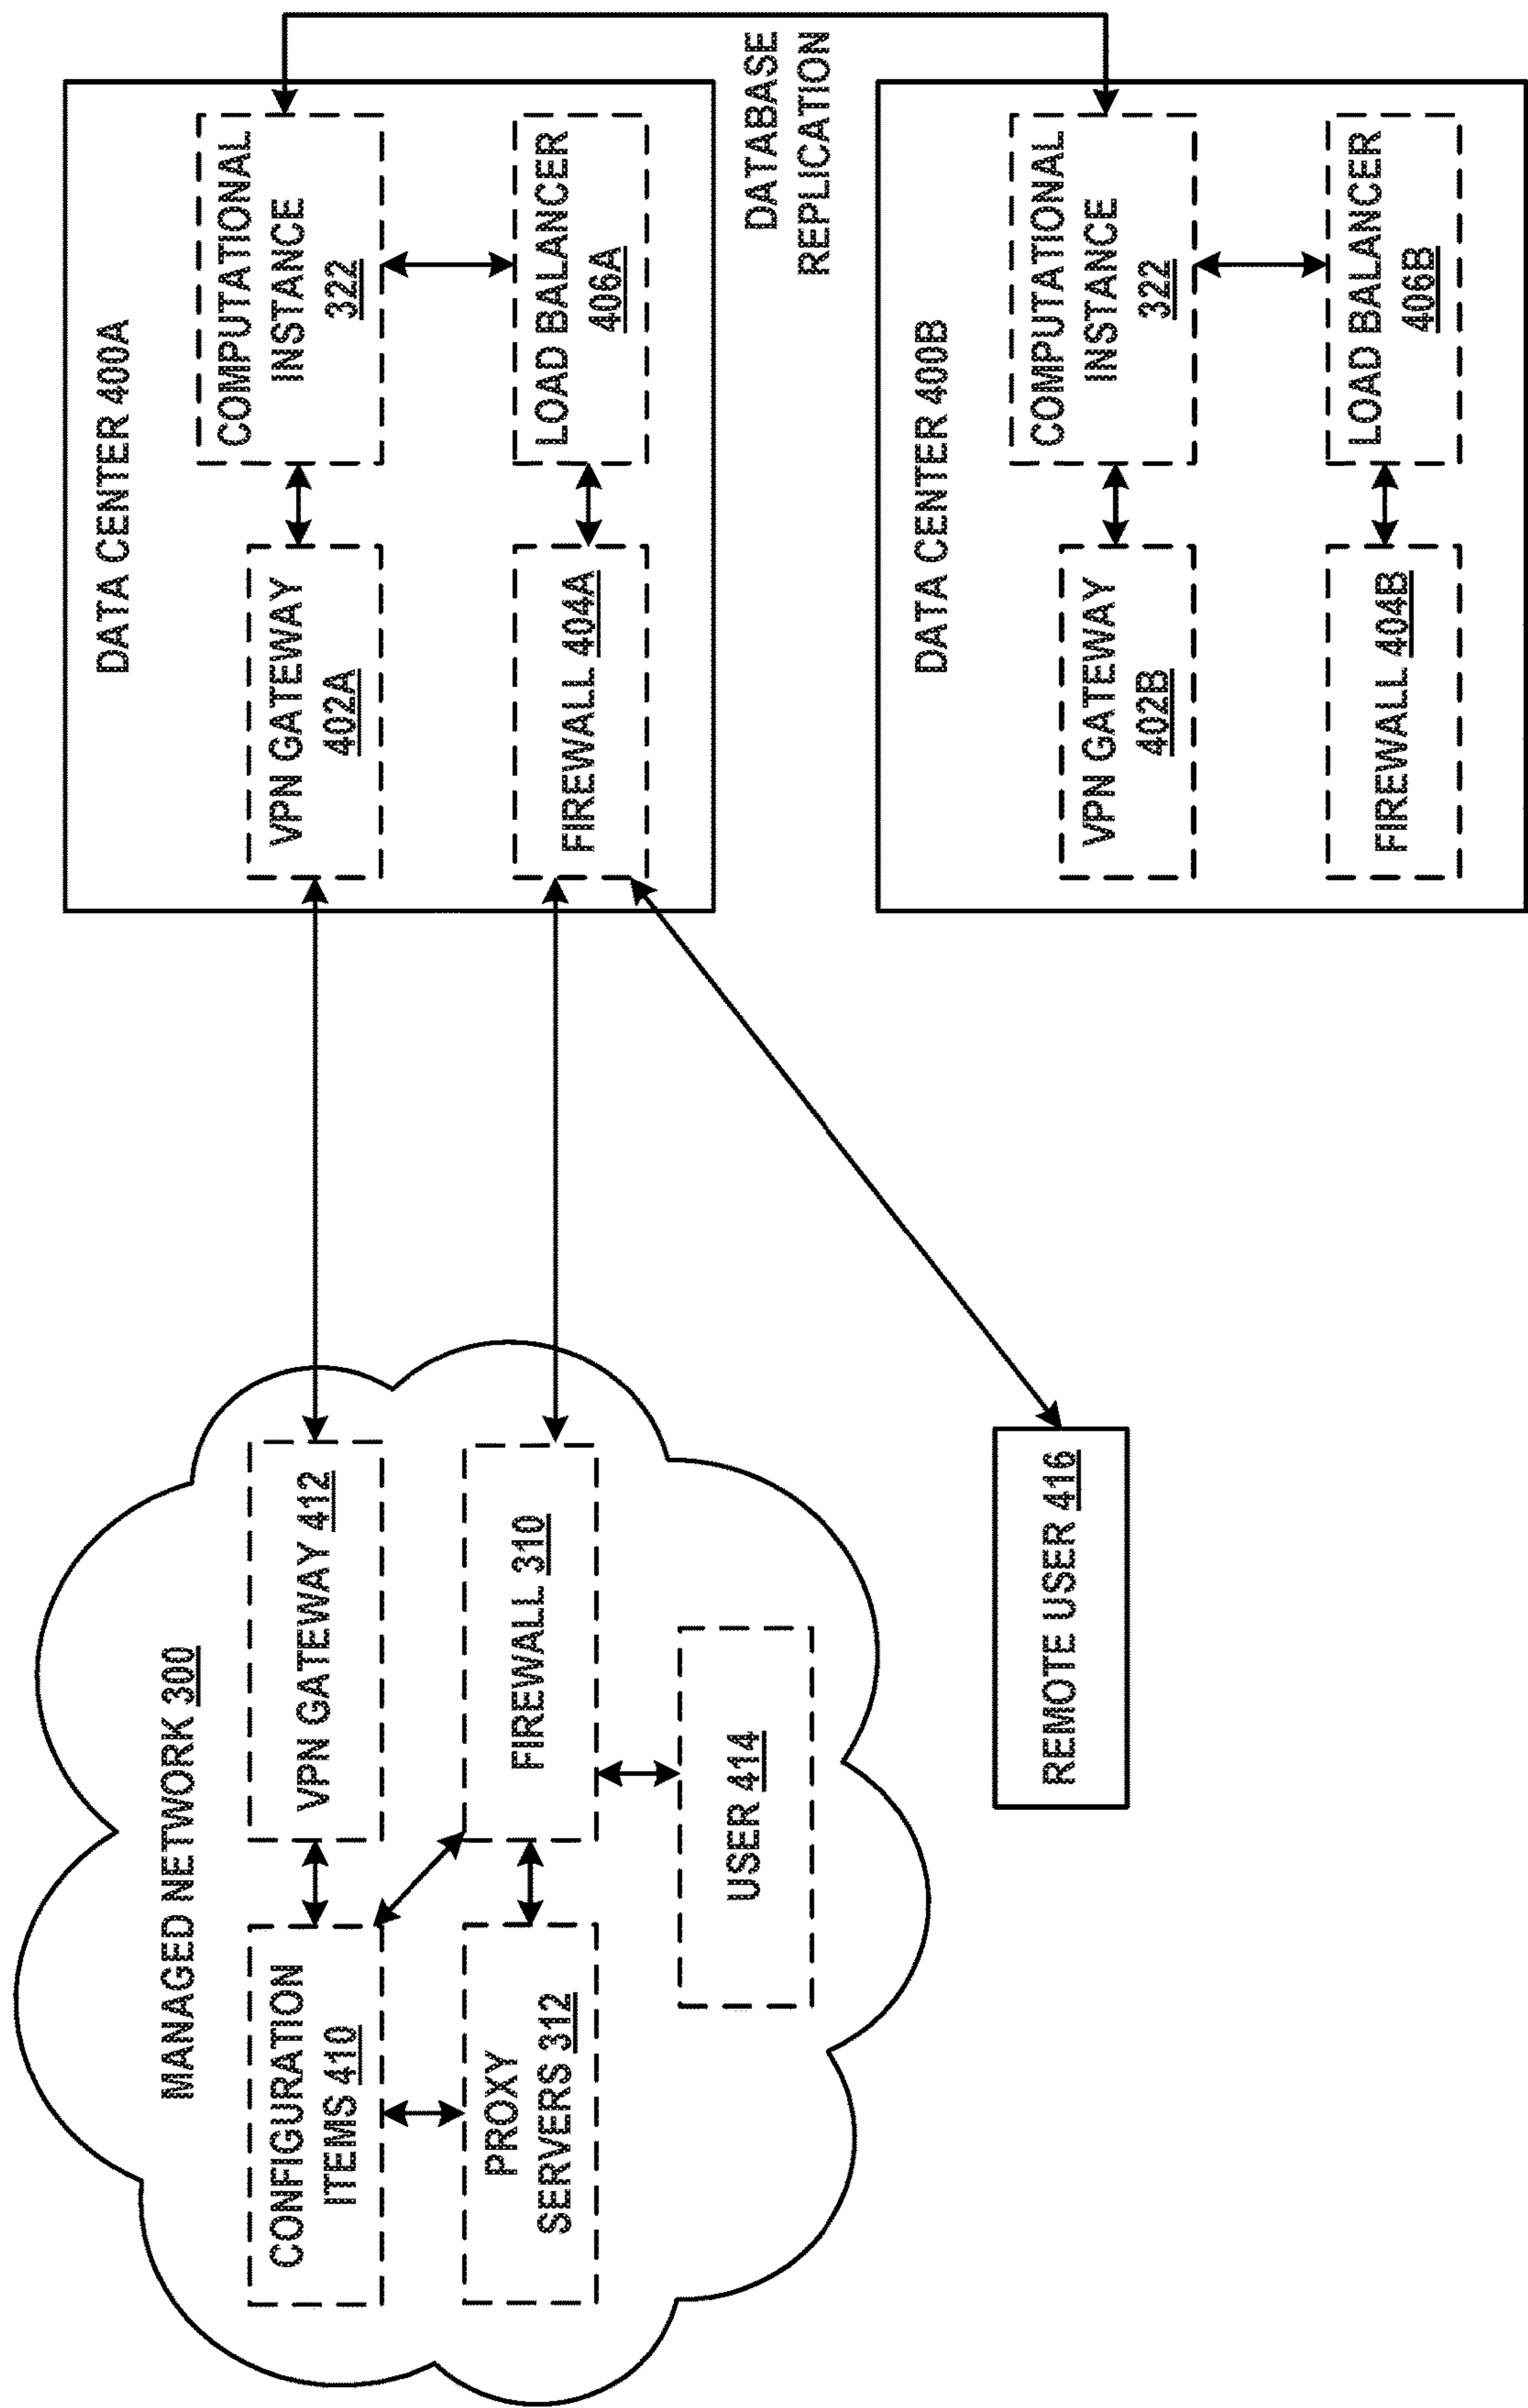 MANAGED NETWORK 300
CONFIGURATION
ITEMS 410
VPN GATEWAY 412
PROXY
SERVERS 312
FIREWALL 310
USER 414
REMOTE USER 416
DATA CENTER 400A
VPN GATEWAY
402A
COMPUTATIONAL
INSTANCE
322
FIREWALL 404A
LOAD BALANCER
406A
DATABASE
REPLICATION
DATA CENTER 400B
VPN GATEWAY
402B
COMPUTATIONAL
INSTANCE
322
FIREWALL 404B
LOAD BALANCER
406B